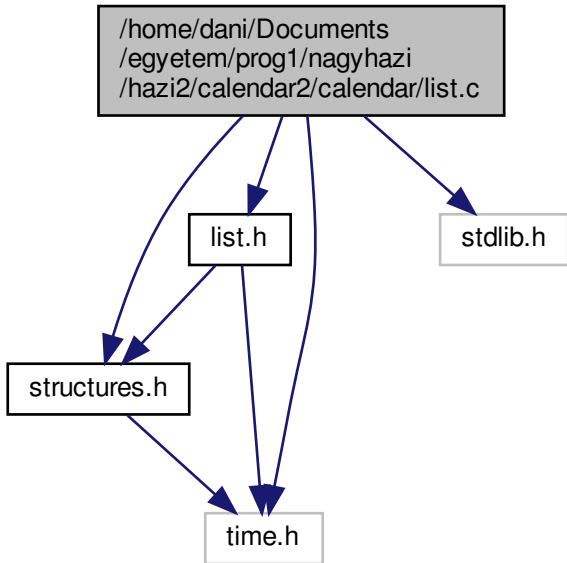 /home/dani/Documents
/egyetem/prog1/nagyhazi
/hazi2/calendar2/calendar/list.c
list.h
stdlib.h
structures.h
time.h